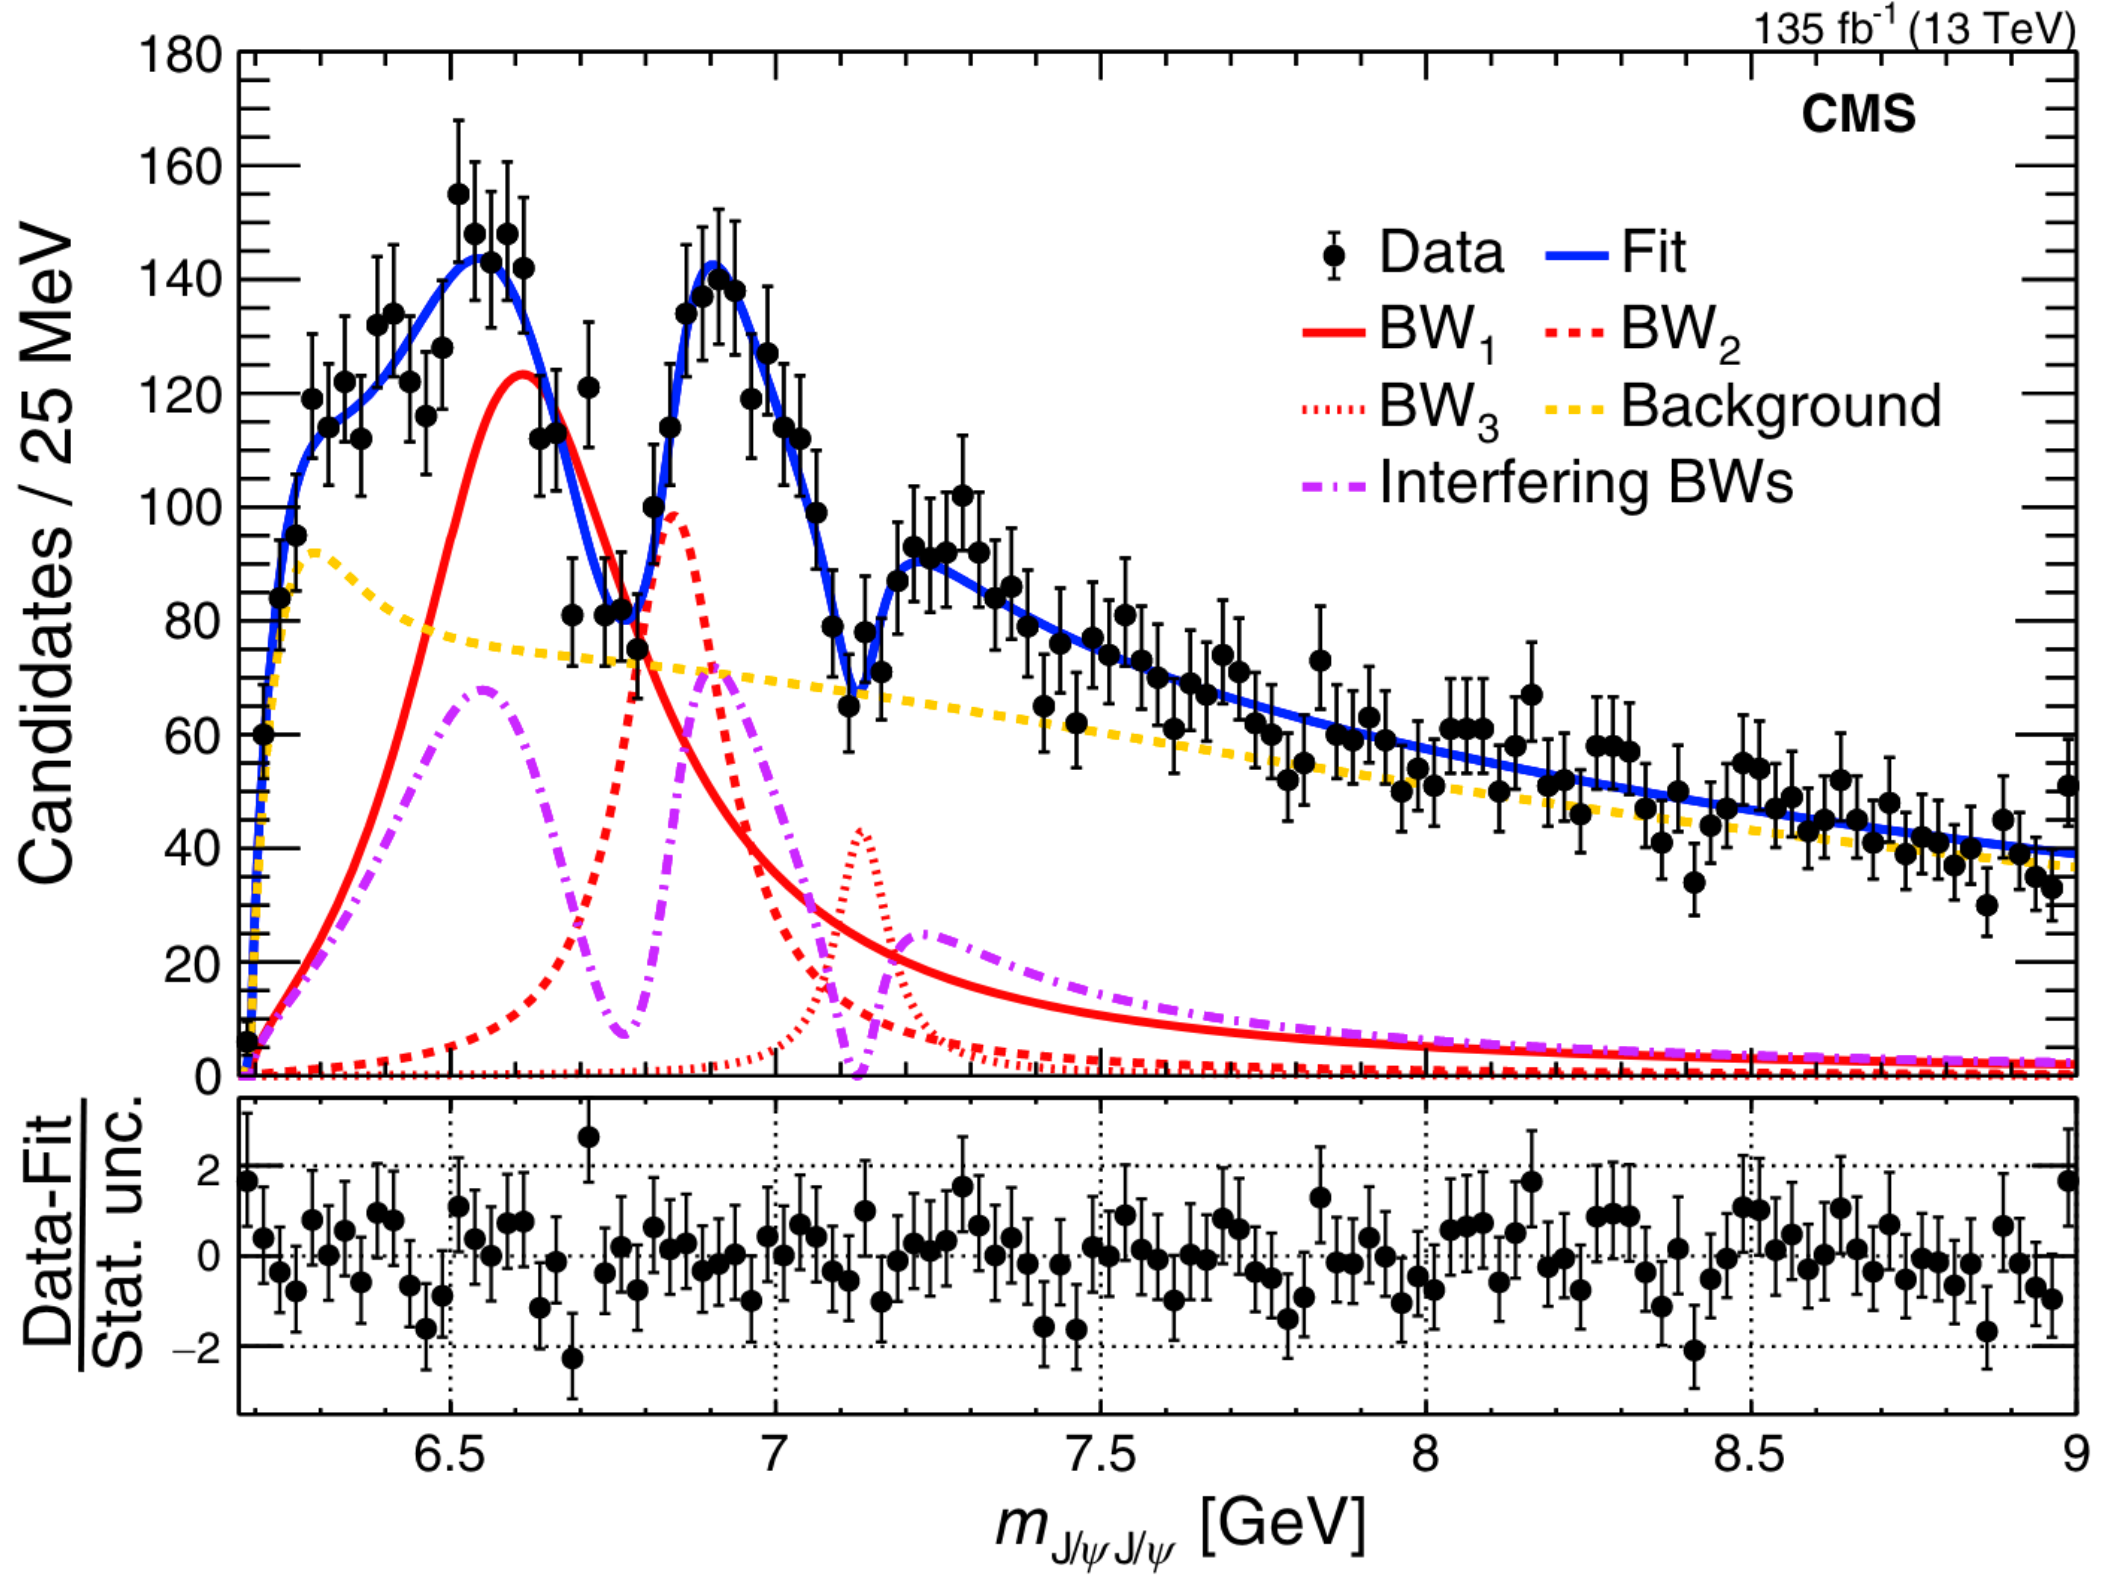 135 fb⁻¹ (13 TeV)
CMS
Candidates / 25 MeV
180
160
140
120
100
80
60
40
20
0
Data
Fit
BW₁
BW₂
BW₃
Background
Interfering BWs
Data-Fit
Stat. unc.
2
0
−2
6.5
7
7.5
8
8.5
9
m J/ψ J/ψ [GeV]